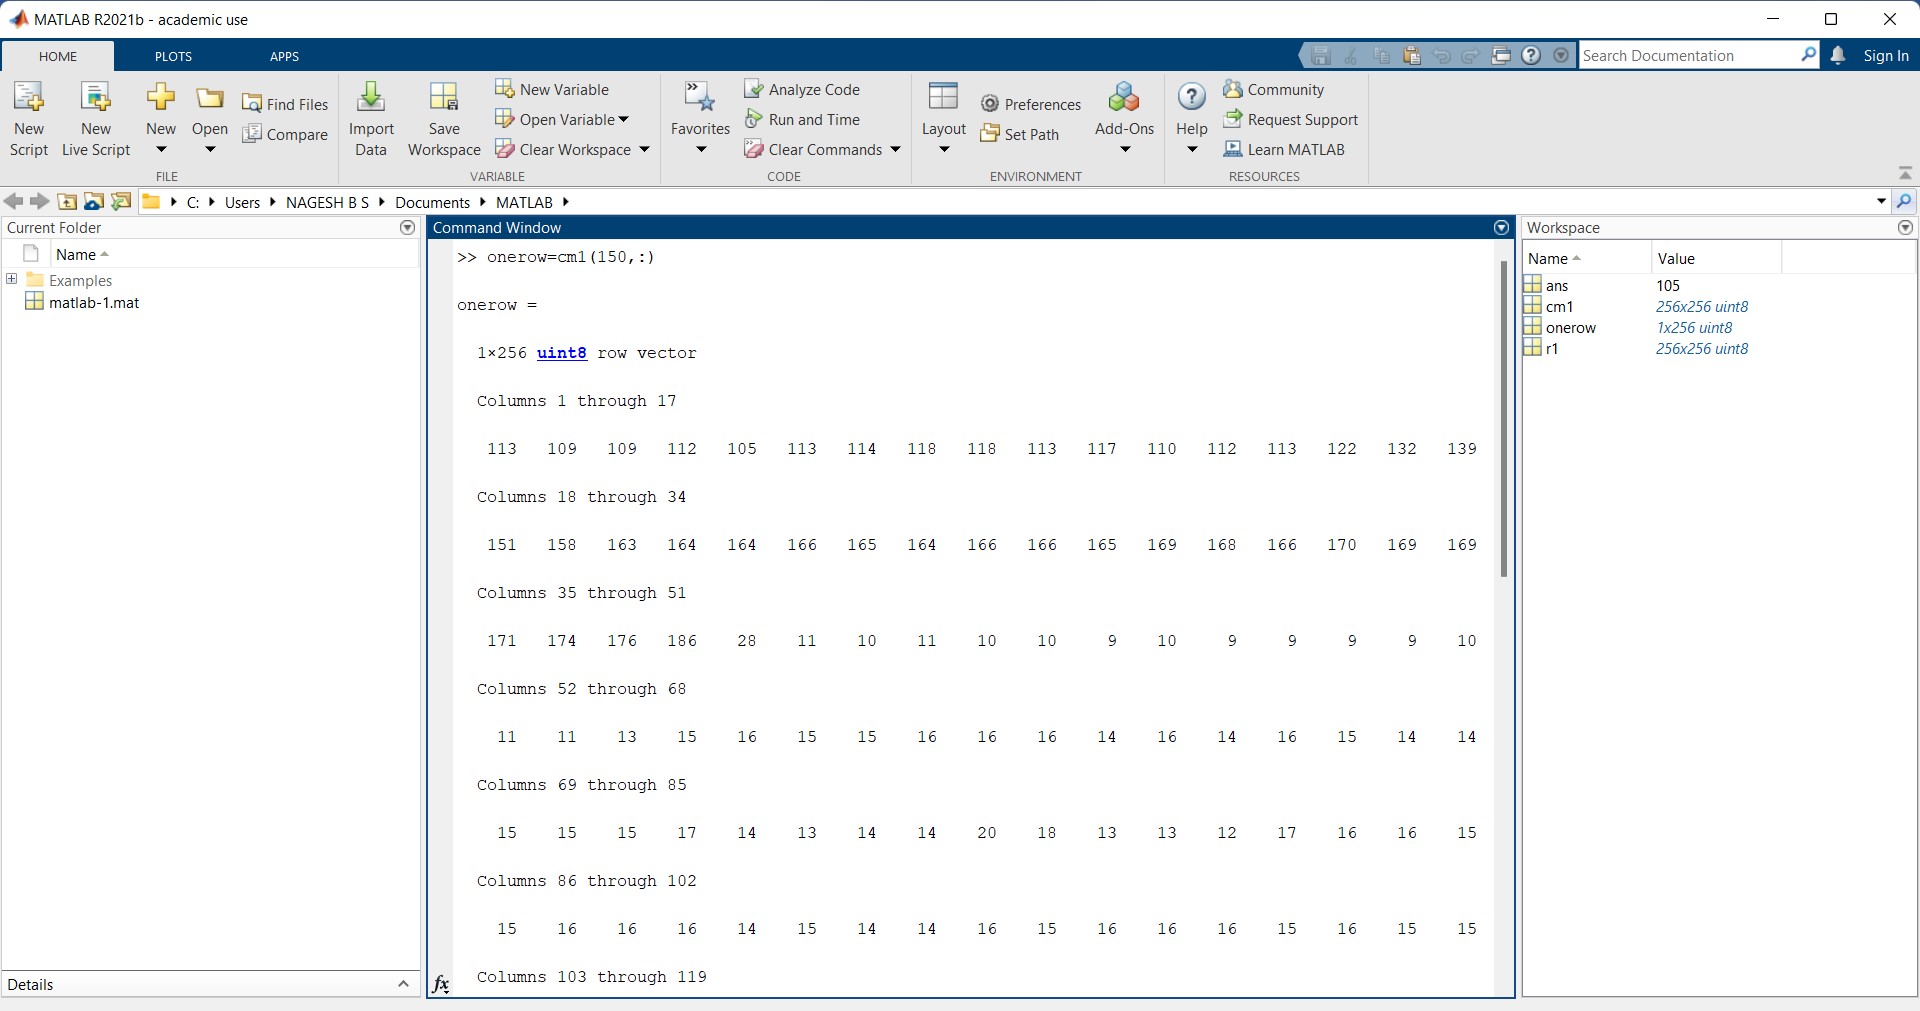 MATLAB R2021b - academic use
HOME PLOTS APPS
Search Documentation
Sign In
New Script
New Live Script
New
Open
Find Files
Compare
FILE
Import Data
Save Workspace
New Variable
Open Variable
Clear Workspace
VARIABLE
Favorites
Analyze Code
Run and Time
Clear Commands
CODE
Layout
Preferences
Set Path
Add-Ons
ENVIRONMENT
Help
Community
Request Support
Learn MATLAB
RESOURCES
C: Users NAGESH B S Documents MATLAB
Current Folder
Name
Examples
matlab-1.mat
Details
Command Window
>> onerow=cm1(150,:)
onerow =
1×256 uint8 row vector
Columns 1 through 17
113 109 109 112 105 113 114 118 118 113 117 110 112 113 122 132 139
Columns 18 through 34
151 158 163 164 164 166 165 164 166 166 165 169 168 166 170 169 169
Columns 35 through 51
171 174 176 186 28 11 10 11 10 10 9 10 9 9 9 9 10
Columns 52 through 68
11 11 13 15 16 15 15 16 16 16 14 16 14 16 15 14 14
Columns 69 through 85
15 15 15 17 14 13 14 14 20 18 13 13 12 17 16 16 15
Columns 86 through 102
15 16 16 16 14 15 14 14 16 15 16 16 16 15 16 15 15
Columns 103 through 119
fx
Workspace
Name Value
ans 105
cm1 256x256 uint8
onerow 1x256 uint8
r1 256x256 uint8